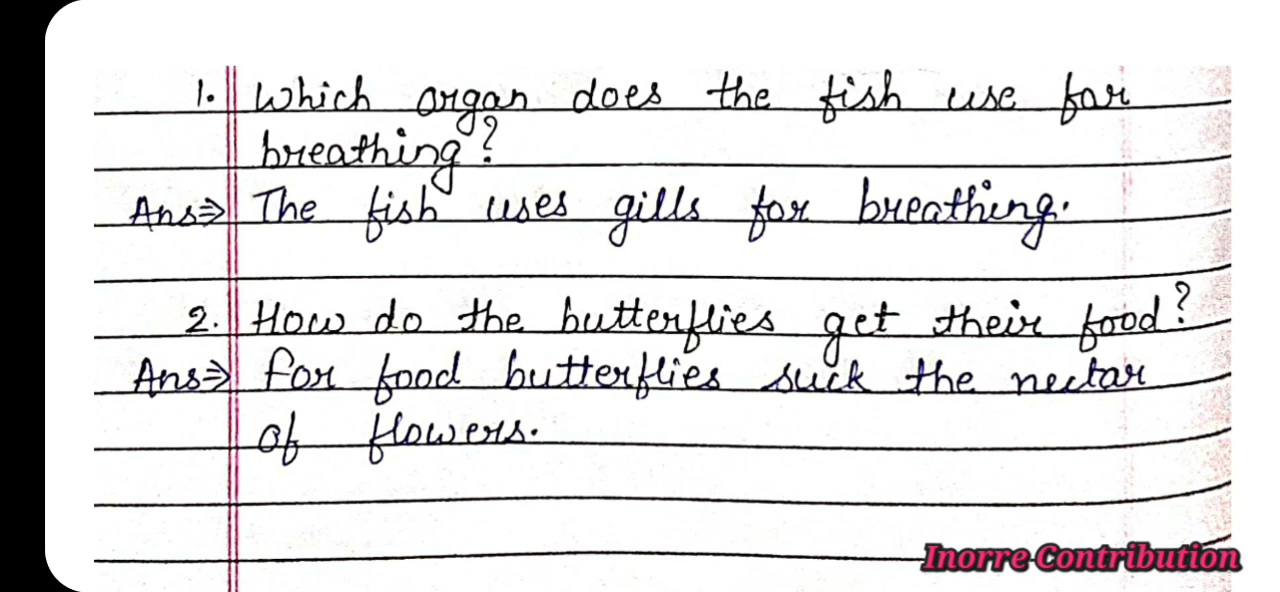 1. Which organ does the fish use for
breathing?
Ans⇒ The fish uses gills for breathing.
2. How do the butterflies get their food?
Ans⇒ For food butterflies suck the nectar
of flowers.
Inorre Contribution